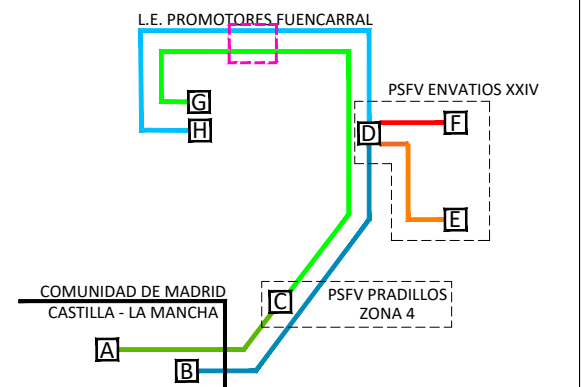 L.E. PROMOTORES FUENCARRAL
PSFV ENVATIOS XXIV
G
H
D
F
E
COMUNIDAD DE MADRID
CASTILLA - LA MANCHA
C
PSFV PRADILLOS
ZONA 4
A
B